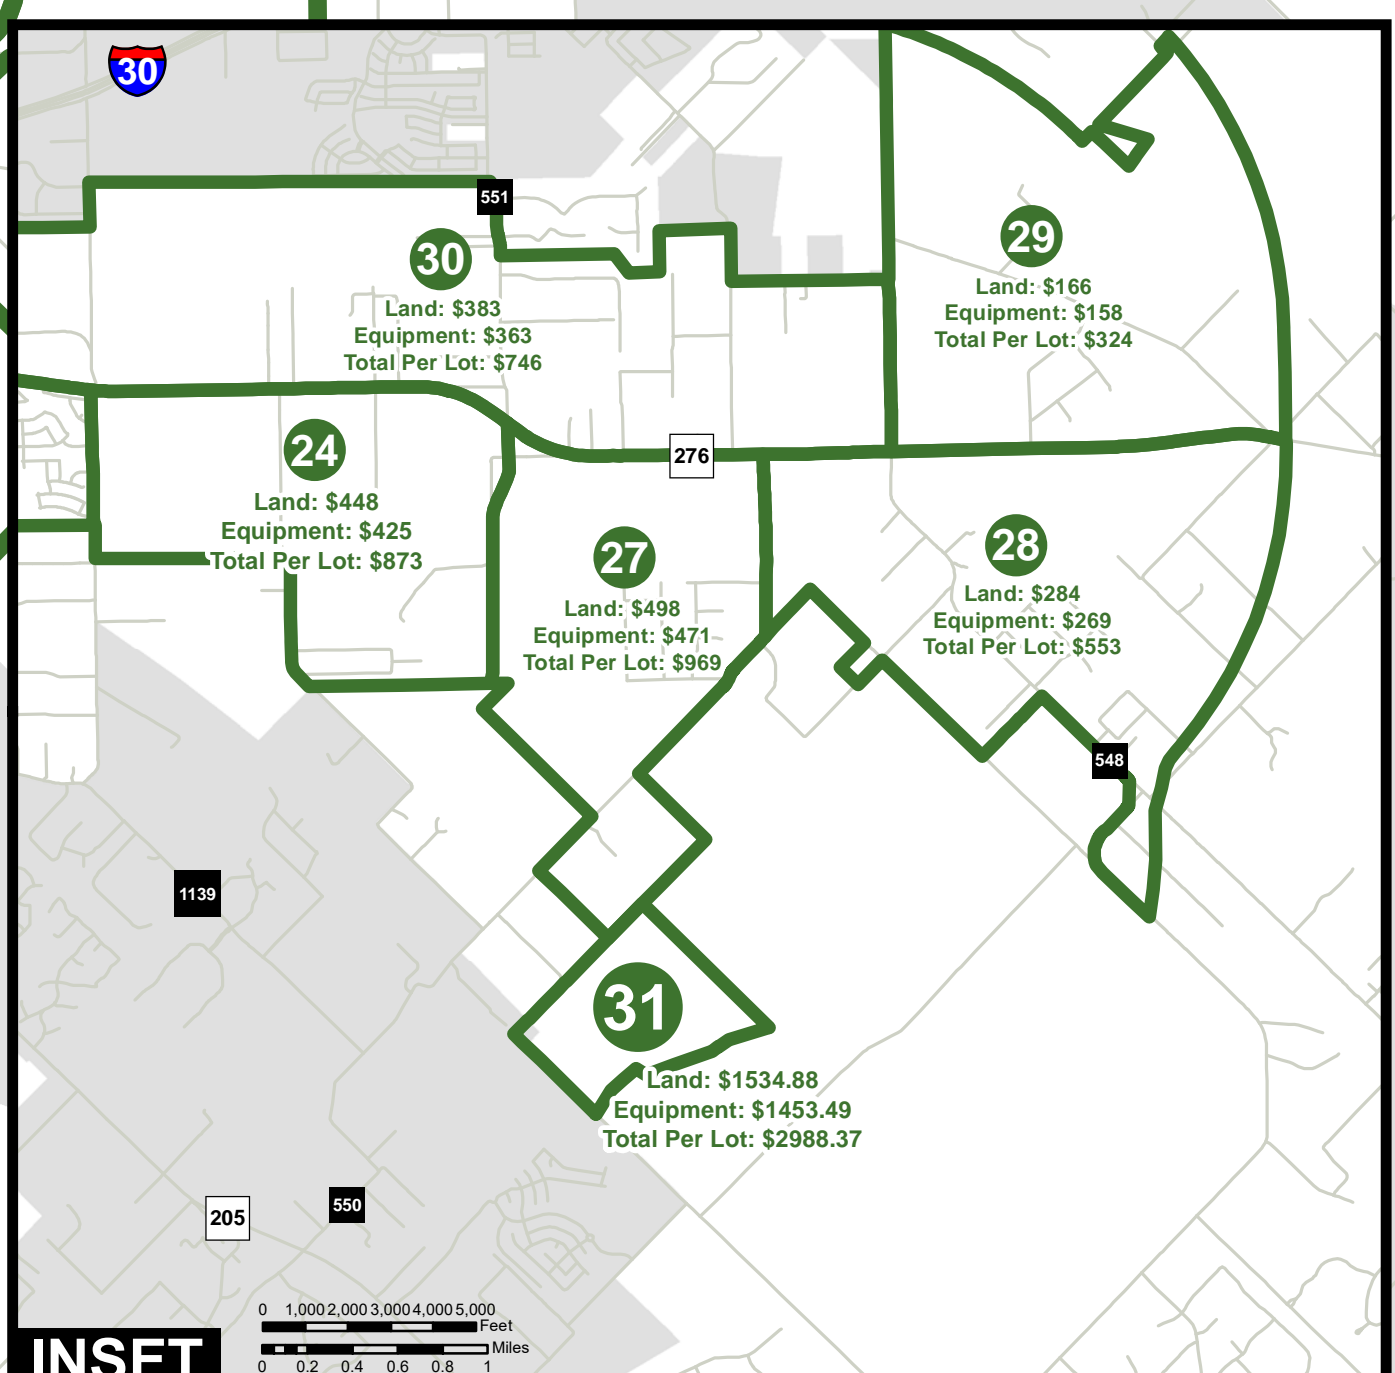 30
551
30
Land: $383
Equipment: $363
Total Per Lot: $746
29
Land: $166
Equipment: $158
Total Per Lot: $324
24
Land: $448
Equipment: $425
Total Per Lot: $873
276
27
Land: $498
Equipment: $471
Total Per Lot: $969
28
Land: $284
Equipment: $269
Total Per Lot: $553
548
1139
31
Land: $1534.88
Equipment: $1453.49
Total Per Lot: $2988.37
205
550
0 1,000 2,000 3,000 4,000 5,000
Feet
Miles
0 0.2 0.4 0.6 0.8 1
INSET